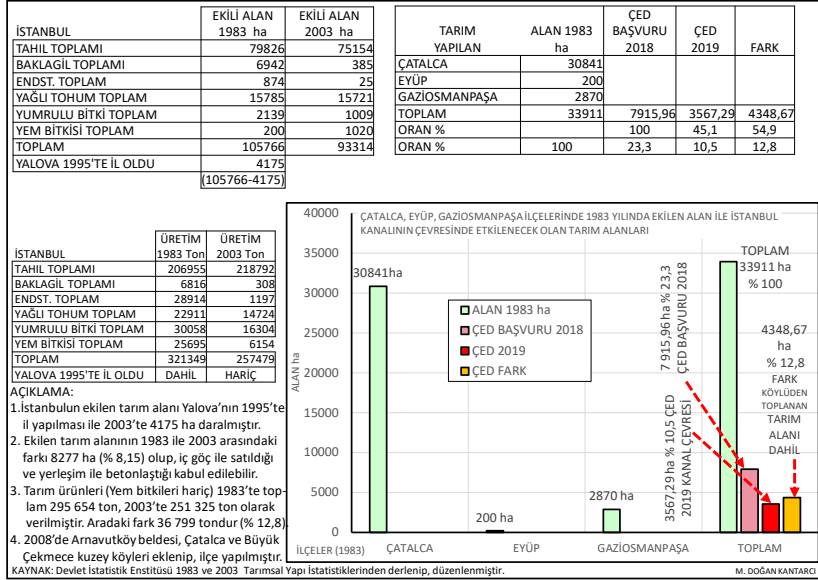 İSTANBUL EKİLİ ALAN 1983 ha EKİLİ ALAN 2003 ha
TAHIL TOPLAMI 79826 75154
BAKLAGİL TOPLAMI 6942 385
ENDST. TOPLAM 874 25
YAĞLI TOHUM TOPLAM 15785 15721
YUMRULU BİTKİ TOPLAM 2139 1009
YEM BİTKİSİ TOPLAM 200 1020
TOPLAM 105766 93314
YALOVA 1995'TE İL OLDU 4175
(105766-4175)
TARIM YAPILAN ALAN 1983 ha ÇED BAŞVURU 2018 ÇED 2019 FARK
ÇATALCA 30841
EYÜP 200
GAZİOSMANPAŞA 2870
TOPLAM 33911 7915,96 3567,29 4348,67
ORAN % 100 45,1 54,9
ORAN % 100 23,3 10,5 12,8
İSTANBUL ÜRETİM 1983 Ton ÜRETİM 2003 Ton
TAHIL TOPLAMI 206955 218792
BAKLAGİL TOPLAMI 6816 308
ENDST. TOPLAM 28914 1197
YAĞLI TOHUM TOPLAM 22911 14724
YUMRULU BİTKİ TOPLAM 30058 16304
YEM BİTKİSİ TOPLAM 25695 6154
TOPLAM 321349 257479
YALOVA 1995'TE İL OLDU DAHİL HARİÇ
AÇIKLAMA:
1.İstanbulun ekilen tarım alanı Yalova'nın 1995'te
il yapılması ile 2003'te 4175 ha daralmıştır.
2. Ekilen tarım alanının 1983 ile 2003 arasındaki
farkı 8277 ha (% 8,15) olup, iç göç ile satıldığı
ve yerleşim ile betonlaştığı kabul edilebilir.
3. Tarım ürünleri (Yem bitkileri hariç) 1983'te top-
lam 295 654 ton, 2003'te 251 325 ton olarak
verilmiştir. Aradaki fark 36 799 tondur (% 12,8).
4. 2008'de Arnavutköy beldesi, Çatalca ve Büyük
Çekmece kuzey köyleri eklenip, ilçe yapılmıştır.
ÇATALCA, EYÜP, GAZİOSMANPAŞA İLÇELERİNDE 1983 YILINDA EKİLEN ALAN İLE İSTANBUL
KANALININ ÇEVRESİNDE ETKİLENECEK OLAN TARIM ALANLARI
ALAN ha
40000
35000
30000
25000
20000
15000
10000
5000
0
30841ha
200 ha
2870 ha
ALAN 1983 ha
ÇED BAŞVURU 2018
ÇED 2019
ÇED FARK
7 915,96 ha % 23,3
ÇED BAŞVURU 2018
3567,29 ha % 10,5 ÇED
2019 KANAL ÇEVRESİ
TOPLAM
33911 ha
% 100
4348,67
ha
% 12,8
FARK
KÖYLÜDEN
TOPLANAN
TARIM
ALANI
DAHİL
İLÇELER (1983) ÇATALCA EYÜP GAZİOSMANPAŞA TOPLAM
KAYNAK: Devlet İstatistik Enstitüsü 1983 ve 2003 Tarımsal Yapı İstatistiklerinden derlenip, düzenlenmiştir.
M. DOĞAN KANTARCI